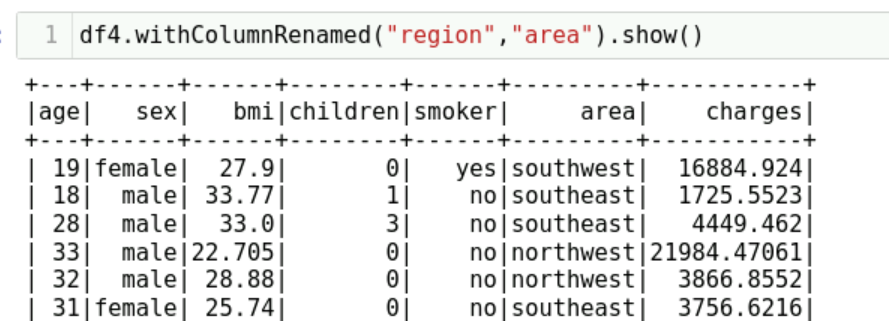 1 df4.withColumnRenamed("region","area").show()
+---+------+------+--------+------+---------+-----------+
|age|   sex|   bmi|children|smoker|     area|    charges|
+---+------+------+--------+------+---------+-----------+
| 19|female|  27.9|       0|   yes|southwest|  16884.924|
| 18|  male| 33.77|       1|    no|southeast|  1725.5523|
| 28|  male|  33.0|       3|    no|southeast|   4449.462|
| 33|  male|22.705|       0|    no|northwest|21984.47061|
| 32|  male| 28.88|       0|    no|northwest|  3866.8552|
| 31|female| 25.74|       0|    no|southeast|  3756.6216|